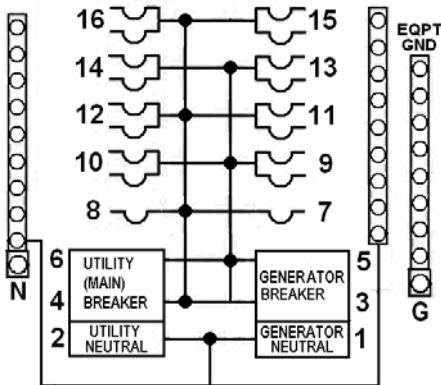 16 15
EQPT
GND
14 13
12 11
10 9
8 7
6 UTILITY
(MAIN)
BREAKER
4
GENERATOR
BREAKER
5
3
2 UTILITY
NEUTRAL
GENERATOR
NEUTRAL 1
N
G